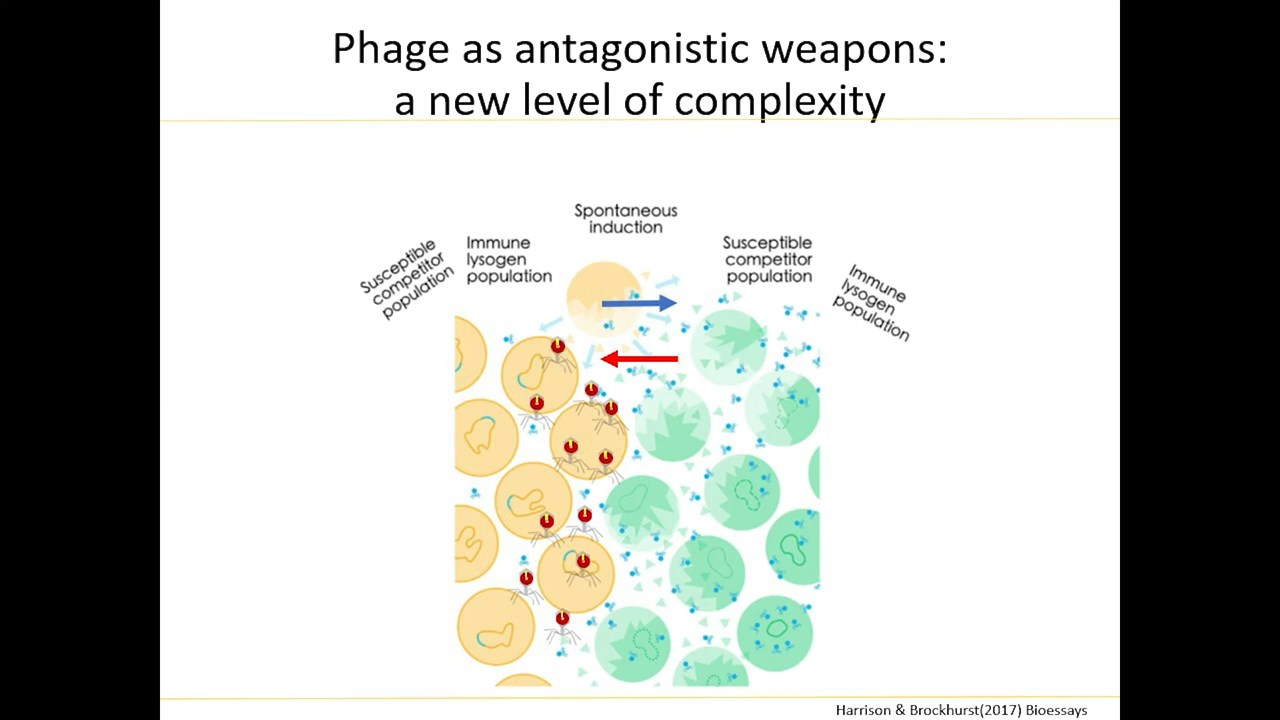 Phage as antagonistic weapons:
a new level of complexity
Spontaneous
induction
Susceptible
competitor
population
Immune
lysogen
population
Susceptible
competitor
population
Immune
lysogen
population
Harrison & Brockhurst(2017) Bioessays